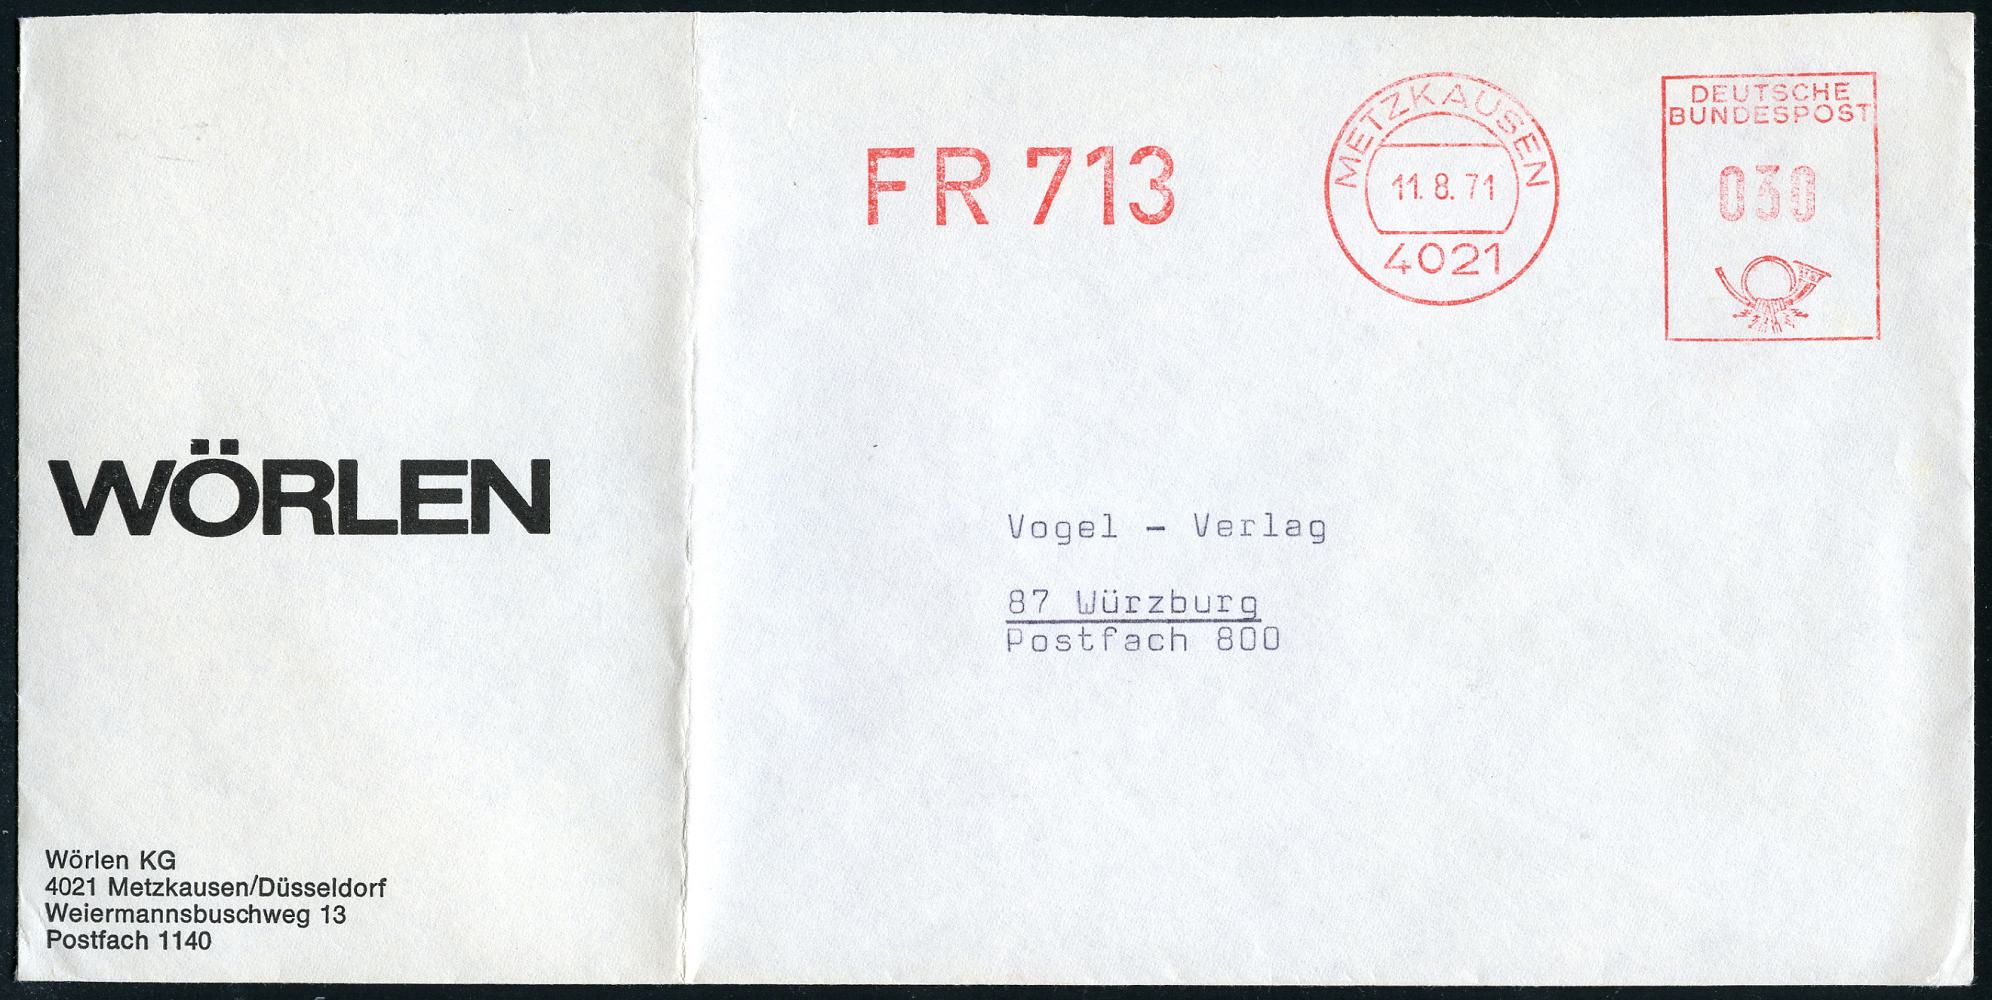 FR 713
METZKAUSEN
11.8.71
4021
DEUTSCHE
BUNDESPOST
030
WÖRLEN
Vogel – Verlag
87 Würzburg
Postfach 800
Wörlen KG
4021 Metzkausen/Düsseldorf
Weiermannsbuschweg 13
Postfach 1140